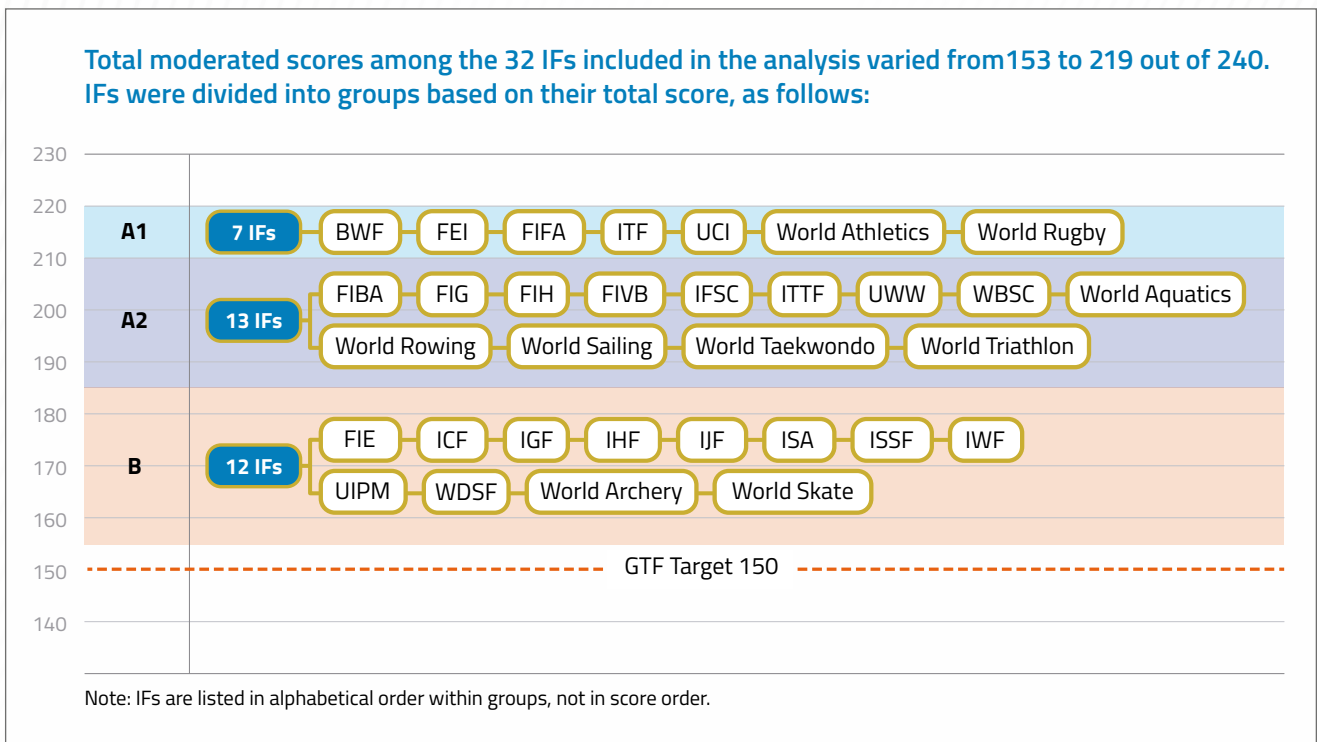 Total moderated scores among the 32 IFs included in the analysis varied from153 to 219 out of 240.
IFs were divided into groups based on their total score, as follows:
230
220
A1 7 IFs BWF FEI FIFA ITF UCI World Athletics World Rugby
210
FIBA FIG FIH FIVB IFSC ITTF UWW WBSC World Aquatics
200
A2 13 IFs
World Rowing World Sailing World Taekwondo World Triathlon
190
180
FIE ICF IGF IHF IJF ISA ISSF IWF
170
B 12 IFs
UIPM WDSF World Archery World Skate
160
150 GTF Target 150
140
Note: IFs are listed in alphabetical order within groups, not in score order.